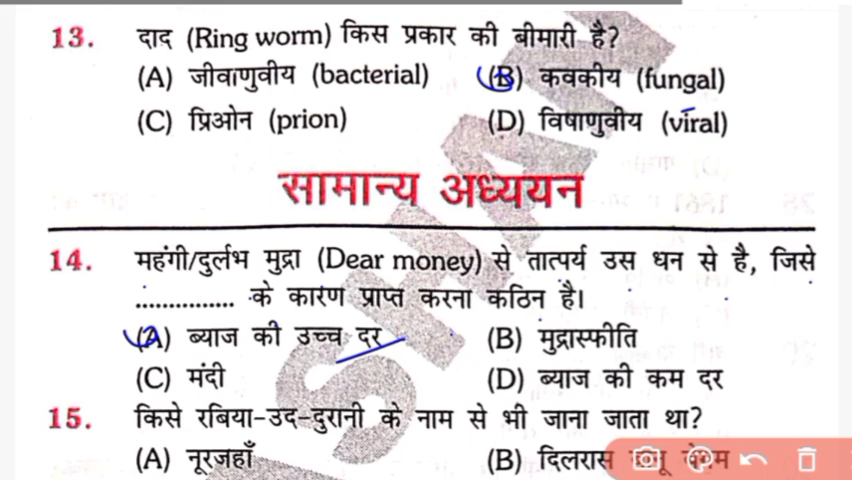 13. दाद (Ring worm) किस प्रकार की बीमारी है?
(A) जीवाणुवीय (bacterial) (B) कवकीय (fungal)
(C) प्रिओन (prion) (D) विषाणुवीय (viral)
सामान्य अध्ययन
14. महंगी/दुर्लभ मुद्रा (Dear money) से तात्पर्य उस धन से है, जिसे
............... के कारण प्राप्त करना कठिन है।
(A) ब्याज की उच्च दर (B) मुद्रास्फीति
(C) मंदी (D) ब्याज की कम दर
15. किसे रबिया-उद-दुरानी के नाम से भी जाना जाता था?
(A) नूरजहाँ (B) दिलरास बानू बेगम